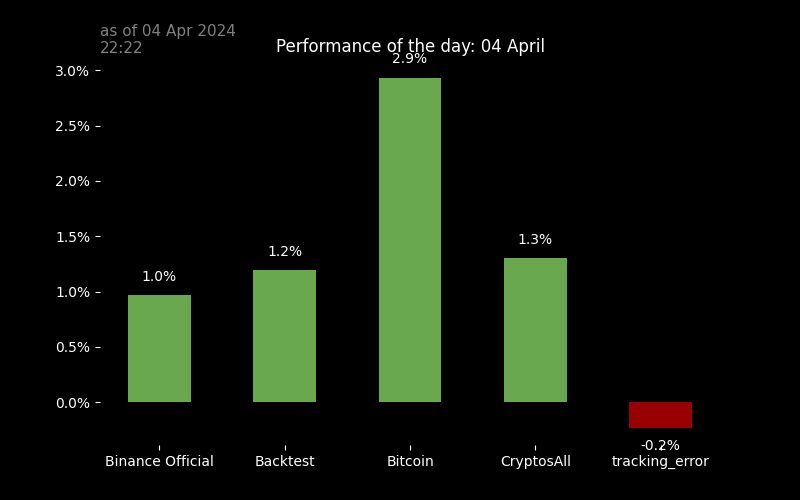 as of 04 Apr 2024
22:22
Performance of the day: 04 April
3.0%
2.5%
2.0%
1.5%
1.0%
0.5%
0.0%
1.0%
1.2%
2.9%
1.3%
-0.2%
Binance Official
Backtest
Bitcoin
CryptosAll
tracking_error